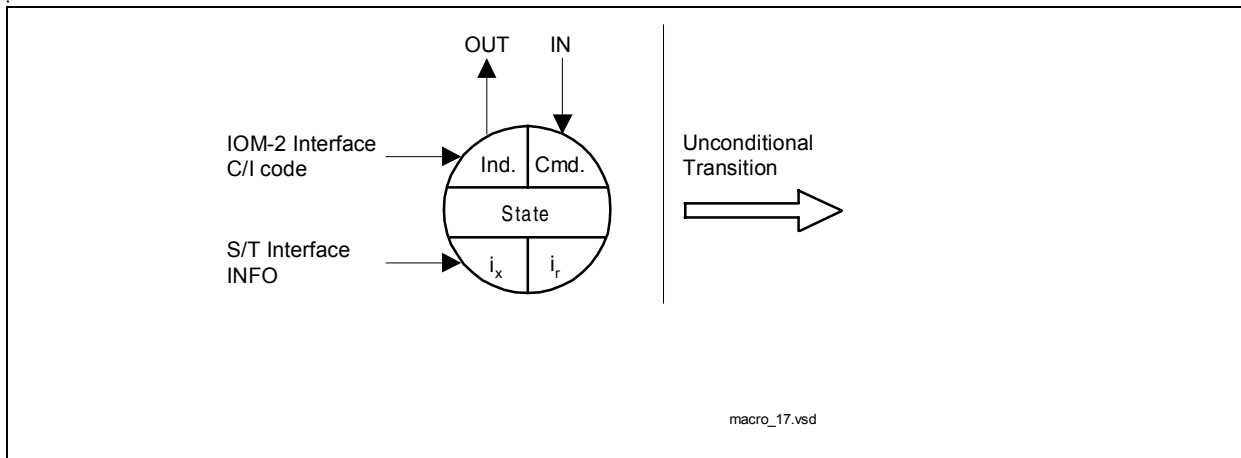 OUT IN
IOM-2 Interface
C/I code
Ind. Cmd.
State
S/T Interface
INFO
iₓ iᵣ
Unconditional
Transition
macro_17.vsd